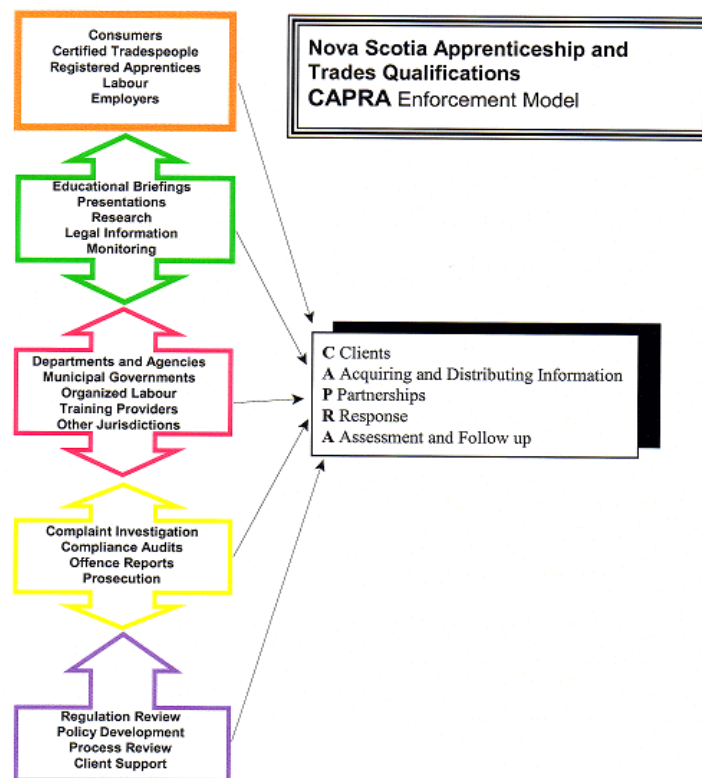 Consumers
Certified Tradespeople
Registered Apprentices
Labour
Employers
Nova Scotia Apprenticeship and
Trades Qualifications
CAPRA Enforcement Model
Educational Briefings
Presentations
Research
Legal Information
Monitoring
Departments and Agencies
Municipal Governments
Organized Labour
Training Providers
Other Jurisdictions
C Clients
A Acquiring and Distributing Information
P Partnerships
R Response
A Assessment and Follow up
Complaint Investigation
Compliance Audits
Offence Reports
Prosecution
Regulation Review
Policy Development
Process Review
Client Support